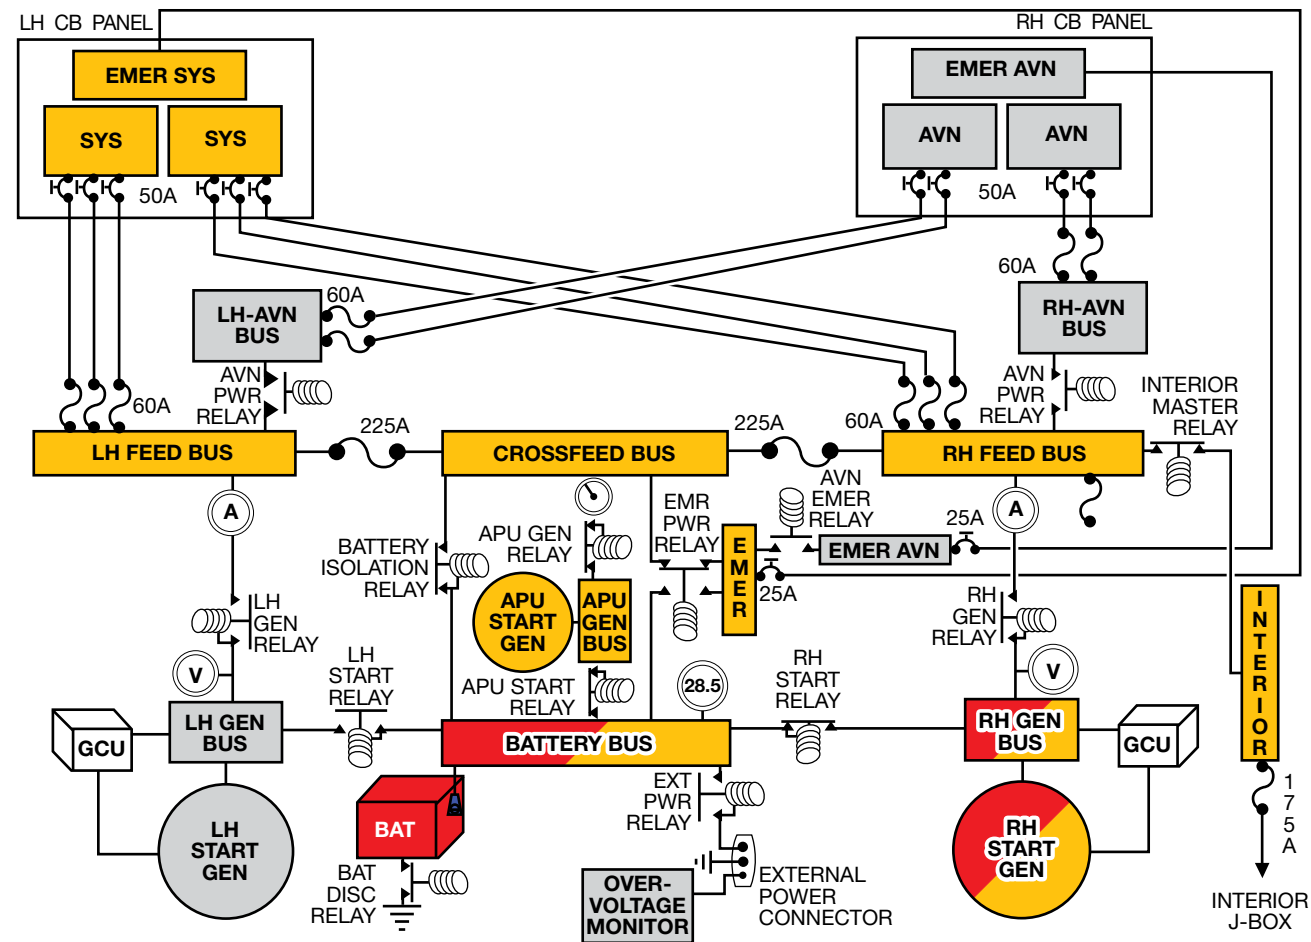 LH CB PANEL
RH CB PANEL
EMER SYS
EMER AVN
SYS
SYS
AVN
AVN
50A
50A
60A
60A
LH-AVN
BUS
RH-AVN
BUS
AVN
PWR
RELAY
AVN
PWR
RELAY
INTERIOR
MASTER
RELAY
60A
225A
225A
60A
LH FEED BUS
CROSSFEED BUS
RH FEED BUS
A
APU GEN
RELAY
EMR
PWR
RELAY
AVN
EMER
RELAY
A
25A
BATTERY
ISOLATION
RELAY
E
M
E
R
EMER AVN
25A
LH
GEN
RELAY
APU
START
GEN
APU
GEN
BUS
RH
GEN
RELAY
I
N
T
E
R
I
O
R
V
LH
START
RELAY
APU START
RELAY
28.5
RH
START
RELAY
V
GCU
LH GEN
BUS
BATTERY BUS
RH GEN
BUS
GCU
LH
START
GEN
BAT
EXT
PWR
RELAY
RH
START
GEN
1
7
5
A
BAT
DISC
RELAY
OVER-
VOLTAGE
MONITOR
EXTERNAL
POWER
CONNECTOR
INTERIOR
J-BOX